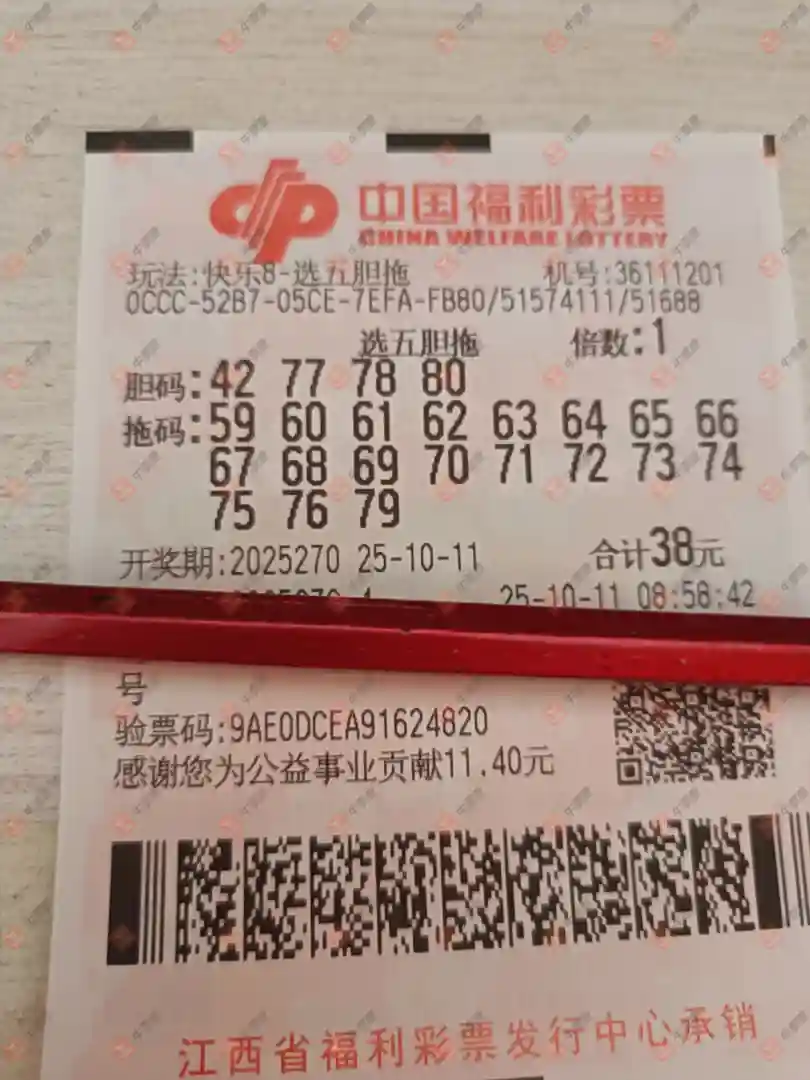 中国福利彩票
CHINA WELFARE LOTTERY
玩法:快乐8-选五胆拖 机号:36111201
0CCC-52B7-05CE-7EFA-FB80/51574111/51688
选五胆拖 倍数:1
胆码:42 77 78 80
拖码:59 60 61 62 63 64 65 66
67 68 69 70 71 72 73 74
75 76 79
开奖期:2025270 25-10-11 合计38元
25-10-11 08:58:42
号
验票码:9AE0DCEA91624820
感谢您为公益事业贡献11.40元
江西省福利彩票发行中心承销